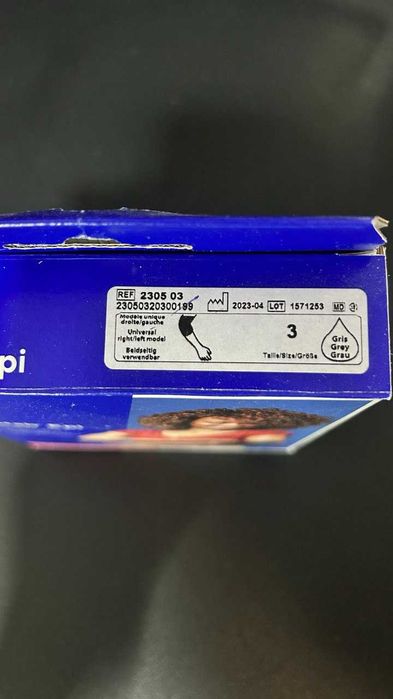 REF 2305 03
23050320300199 2023-04 LOT 1571253 MD
Modèle unique
droite/gauche
Universal
right/left model
Beidseitig
verwendbar
3
Taille/Size/Größe
Gris
Grey
Grau
pi